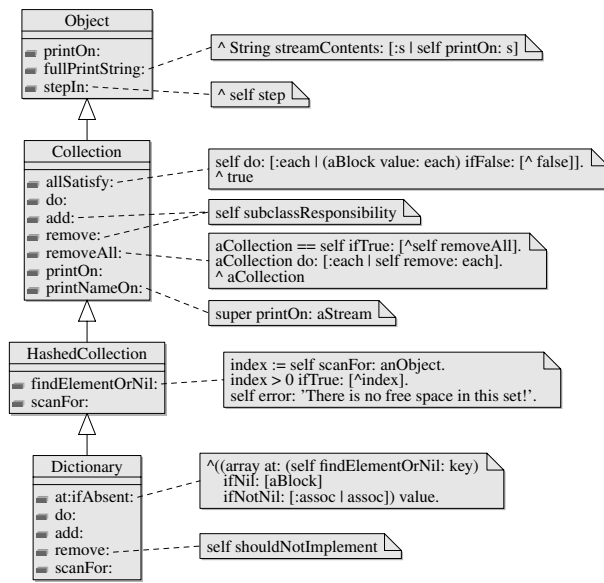 Object
printOn:
fullPrintString:
stepIn:
^ String streamContents: [:s | self printOn: s]
^ self step
Collection
allSatisfy:
do:
add:
remove:
removeAll:
printOn:
printNameOn:
self do: [:each | (aBlock value: each) ifFalse: [^ false]].
^ true
self subclassResponsibility
aCollection == self ifTrue: [^self removeAll].
aCollection do: [:each | self remove: each].
^ aCollection
super printOn: aStream
HashedCollection
findElementOrNil:
scanFor:
index := self scanFor: anObject.
index > 0 ifTrue: [^index].
self error: 'There is no free space in this set!'.
Dictionary
at:ifAbsent:
do:
add:
remove:
scanFor:
^((array at: (self findElementOrNil: key)
ifNil: [aBlock]
ifNotNil: [:assoc | assoc]) value.
self shouldNotImplement